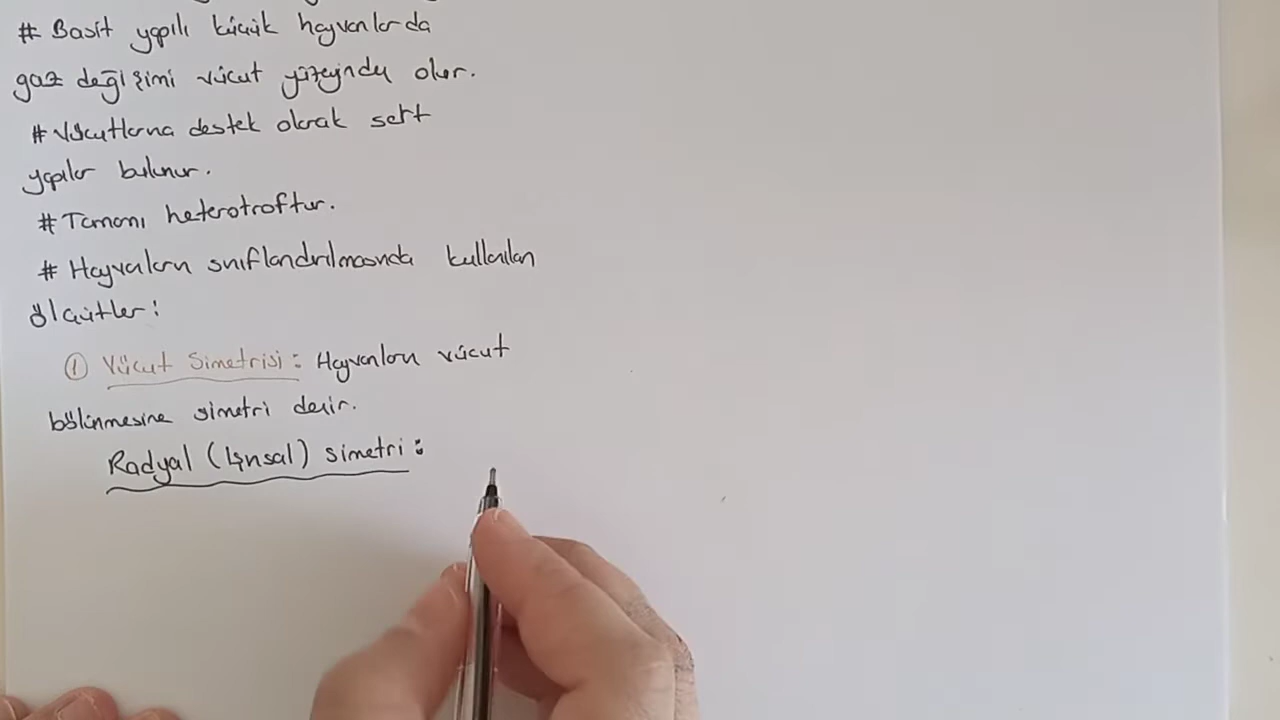 # Basit yapılı küçük hayvanlarda
gaz değişimi vücut yüzeyinden olur.
# Vücutlarına destek olarak sert
yapılar bulunur.
# Tamamı heterotroftur.
# Hayvanların sınıflandırılmasında kullanılan
ölçütler:
① Vücut Simetrisi: Hayvanların vücut
bölünmesine simetri denir.
Radyal (Işınsal) simetri: